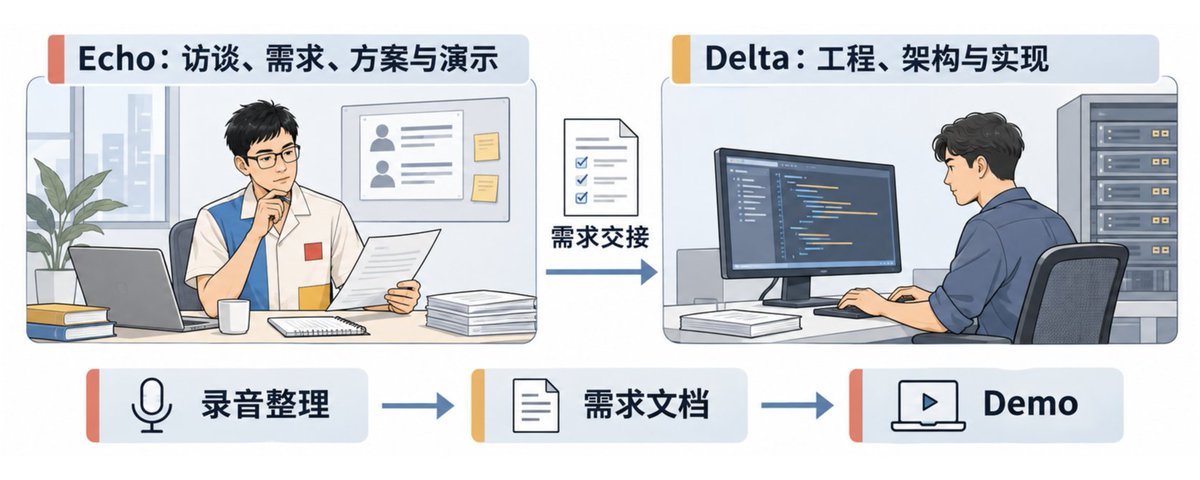 Echo：访谈、需求、方案与演示
Delta：工程、架构与实现
需求交接
录音整理
需求文档
Demo